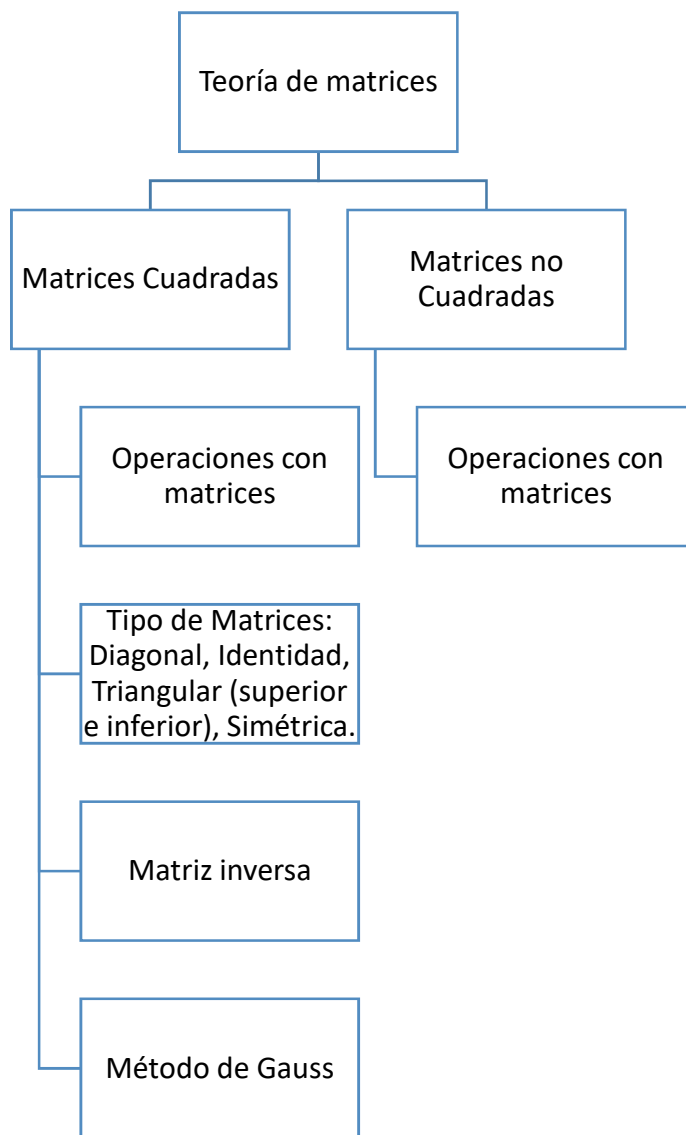 Teoría de matrices
Matrices Cuadradas
Matrices no
Cuadradas
Operaciones con
matrices
Operaciones con
matrices
Tipo de Matrices:
Diagonal, Identidad,
Triangular (superior
e inferior), Simétrica.
Matriz inversa
Método de Gauss